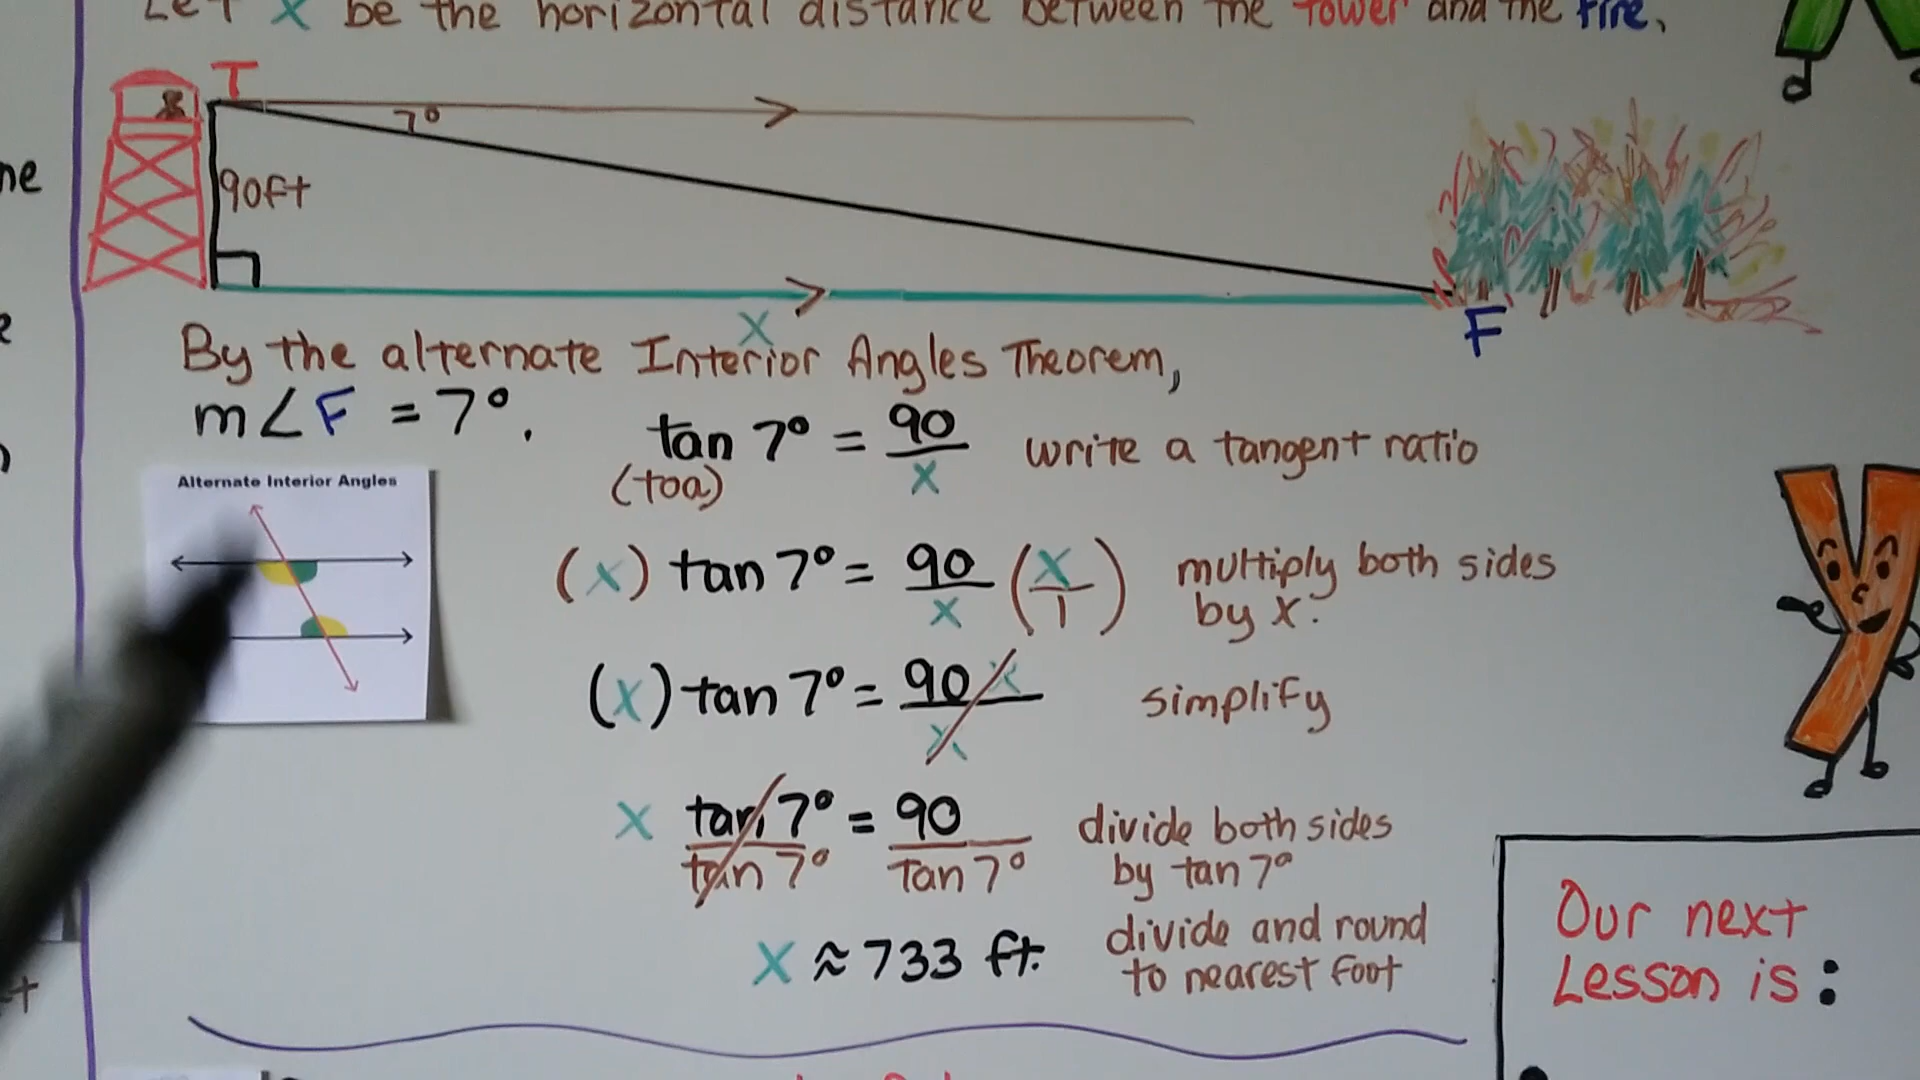 Let x be the horizontal distance between the tower and the fire.
T
7°
90ft
x
F
By the alternate Interior Angles Theorem,
m∠F = 7°.
tan 7° = 90/x write a tangent ratio
(toa)
Alternate Interior Angles
(x) tan 7° = 90/x (x/1) multiply both sides
by x.
(x) tan 7° = 90x/x simplify
x tan 7°/tan 7° = 90/Tan 7° divide both sides
by tan 7°
x ≈ 733 ft. divide and round
to nearest foot
Our next
Lesson is: